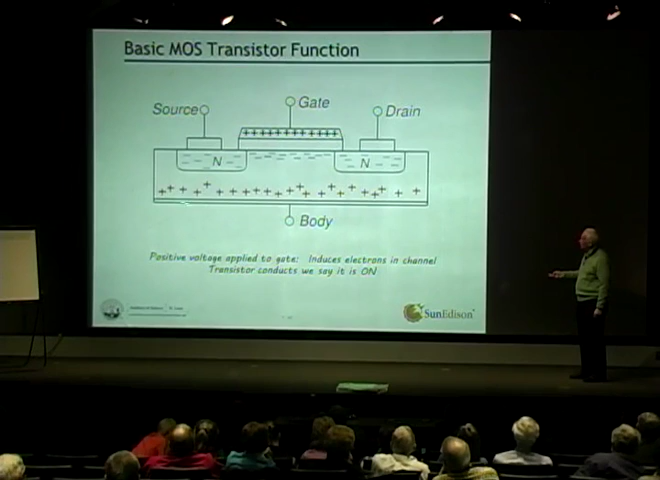 Basic MOS Transistor Function
Source
Gate
Drain
N
N
Body
Positive voltage applied to gate: Induces electrons in channel
Transistor conducts we say it is ON
SunEdison